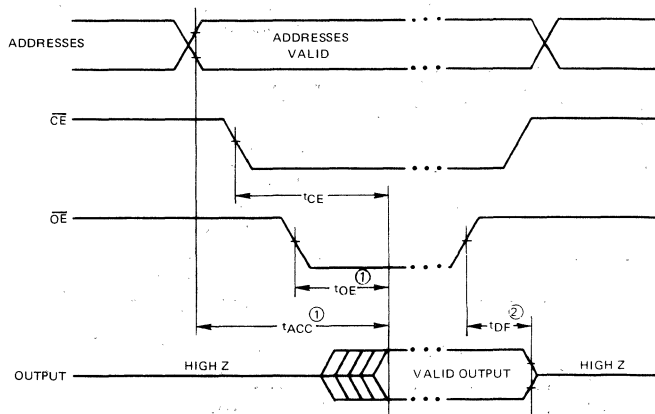 ADDRESSES
ADDRESSES
VALID
CE
tCE
OE
tOE ①
tACC ①
tDF ②
OUTPUT
HIGH Z
VALID OUTPUT
HIGH Z